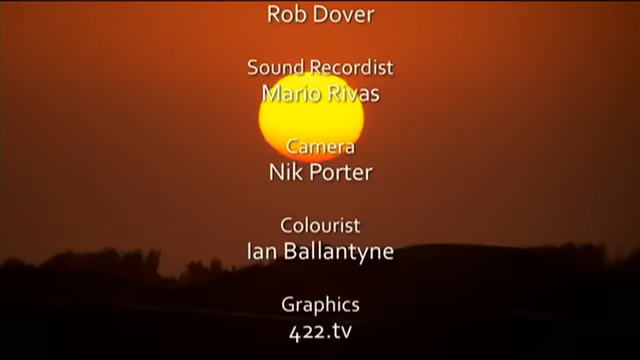 Rob Dover
Sound Recordist
Mario Rivas
Camera
Nik Porter
Colourist
Ian Ballantyne
Graphics
422.tv